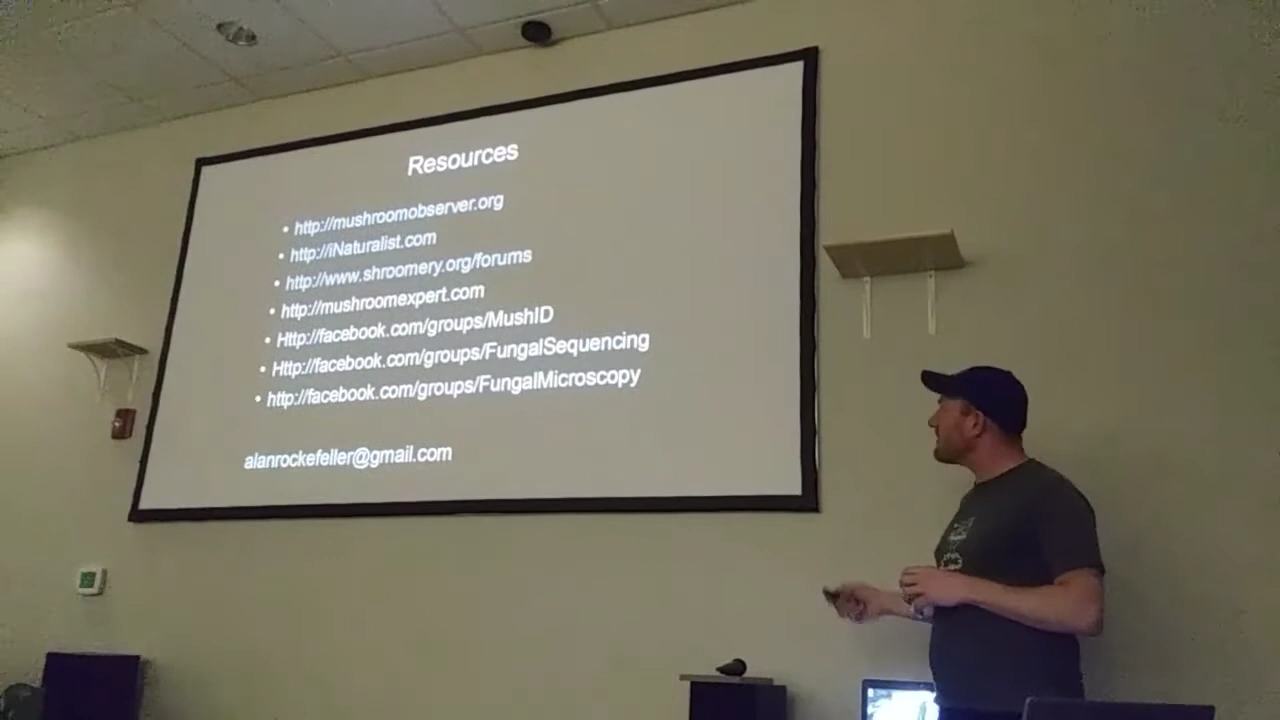 Resources
• http://mushroomobserver.org
• http://iNaturalist.com
• http://www.shroomery.org/forums
• http://mushroomexpert.com
• Http://facebook.com/groups/MushID
• Http://facebook.com/groups/FungalSequencing
• http://facebook.com/groups/FungalMicroscopy
alanrockefeller@gmail.com